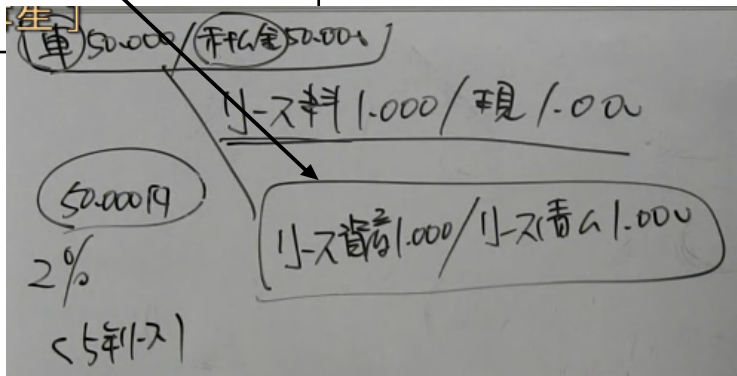 生」
車 50.000 / 未払金 50.000
リース料 1.000 / 現 1.000
50.000円
リース資産 1.000 / リース債ム 1.000
2%
<5年リース)